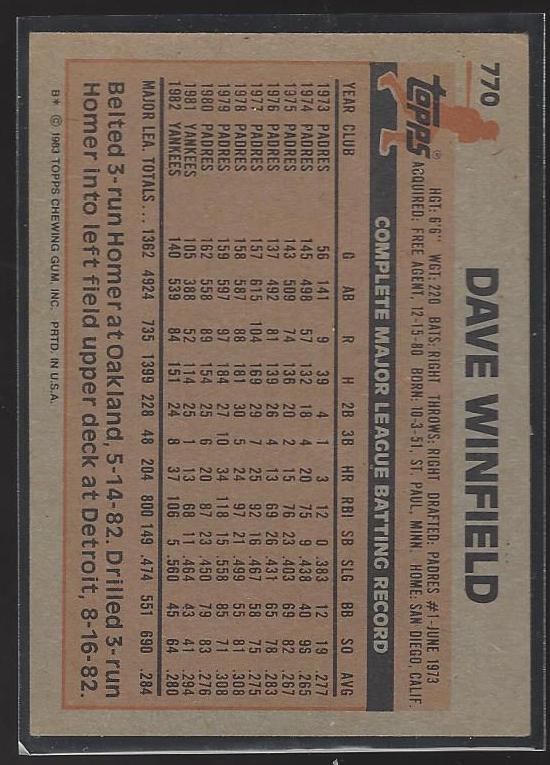 770
DAVE WINFIELD
topps®
HGT: 6'6" WGT: 220 BATS: RIGHT THROWS: RIGHT DRAFTED: PADRES #1-JUNE 1973
ACQUIRED: FREE AGENT, 12-15-80 BORN: 10-3-51, ST. PAUL, MINN. HOME: SAN DIEGO, CALIF.
COMPLETE MAJOR LEAGUE BATTING RECORD
YEAR CLUB G AB R H 2B 3B HR RBI SB SLG BB SO AVG
1973 PADRES 56 141 9 39 4 1 3 12 0 .383 12 19 .277
1974 PADRES 145 498 57 132 18 4 20 75 9 .438 40 96 .265
1975 PADRES 143 509 74 136 20 2 15 76 23 .403 69 82 .267
1976 PADRES 137 492 81 139 26 4 13 69 26 .431 65 78 .283
1977 PADRES 157 615 104 169 29 7 25 92 16 .467 58 75 .275
1978 PADRES 158 587 88 181 30 5 24 97 21 .499 55 81 .308
1979 PADRES 159 597 97 184 27 10 34 118 15 .558 85 71 .308
1980 PADRES 162 558 89 154 25 6 20 87 23 .450 79 83 .276
1981 YANKEES 105 388 52 114 25 1 13 68 11 .464 43 41 .294
1982 YANKEES 140 539 84 151 24 8 37 106 5 .560 45 64 .280
MAJOR LEA. TOTALS... 1362 4924 735 1399 228 48 204 800 149 .474 551 690 .284
Belted 3-run Homer at Oakland, 5-14-82. Drilled 3-run
Homer into left field upper deck at Detroit, 8-16-82.
B* © 1983 TOPPS CHEWING GUM, INC. PRTD. IN U.S.A.